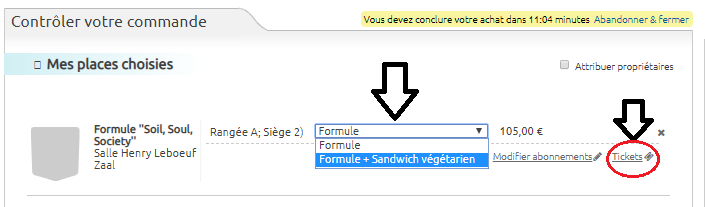 Contrôler votre commande
Vous devez conclure votre achat dans 11:04 minutes Abandonner & fermer
Mes places choisies
Attribuer propriétaires
Formule "Soil, Soul, Society"
Salle Henry Leboeuf
Zaal
Rangée A; Siège 2)
Formule
105,00 €
Formule
Formule + Sandwich végétarien
Modifier abonnements
Tickets